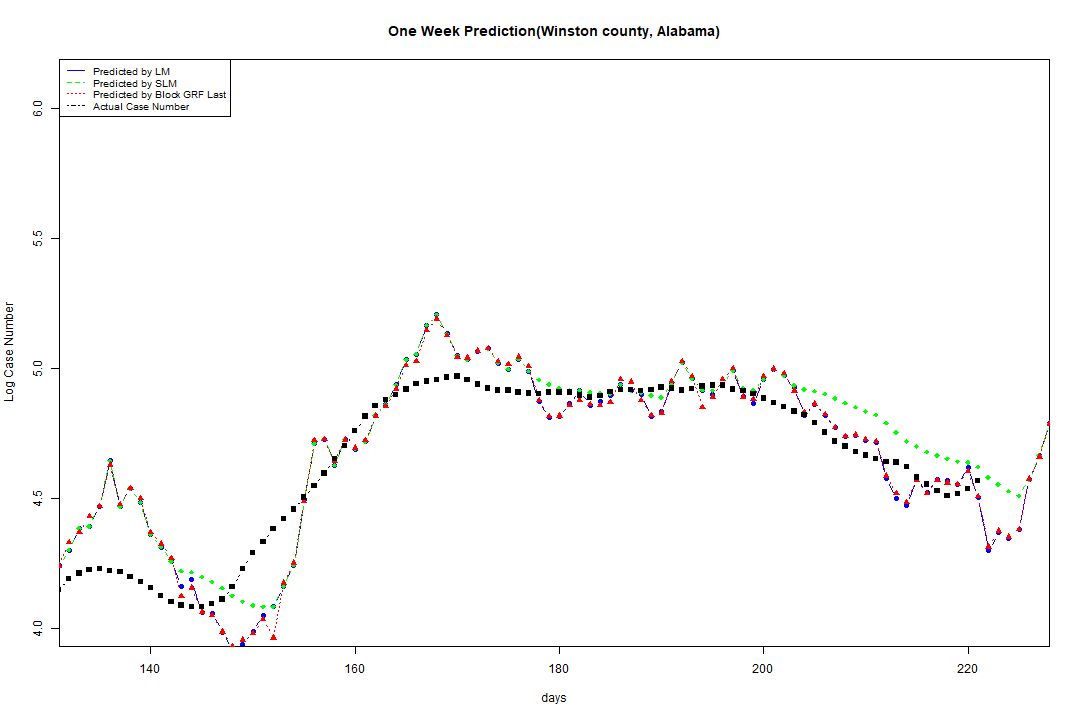 One Week Prediction(Winston county, Alabama)
Predicted by LM
Predicted by SLM
Predicted by Block GRF Last
Actual Case Number
6.0
5.5
5.0
4.5
4.0
Log Case Number
140 160 180 200 220
days